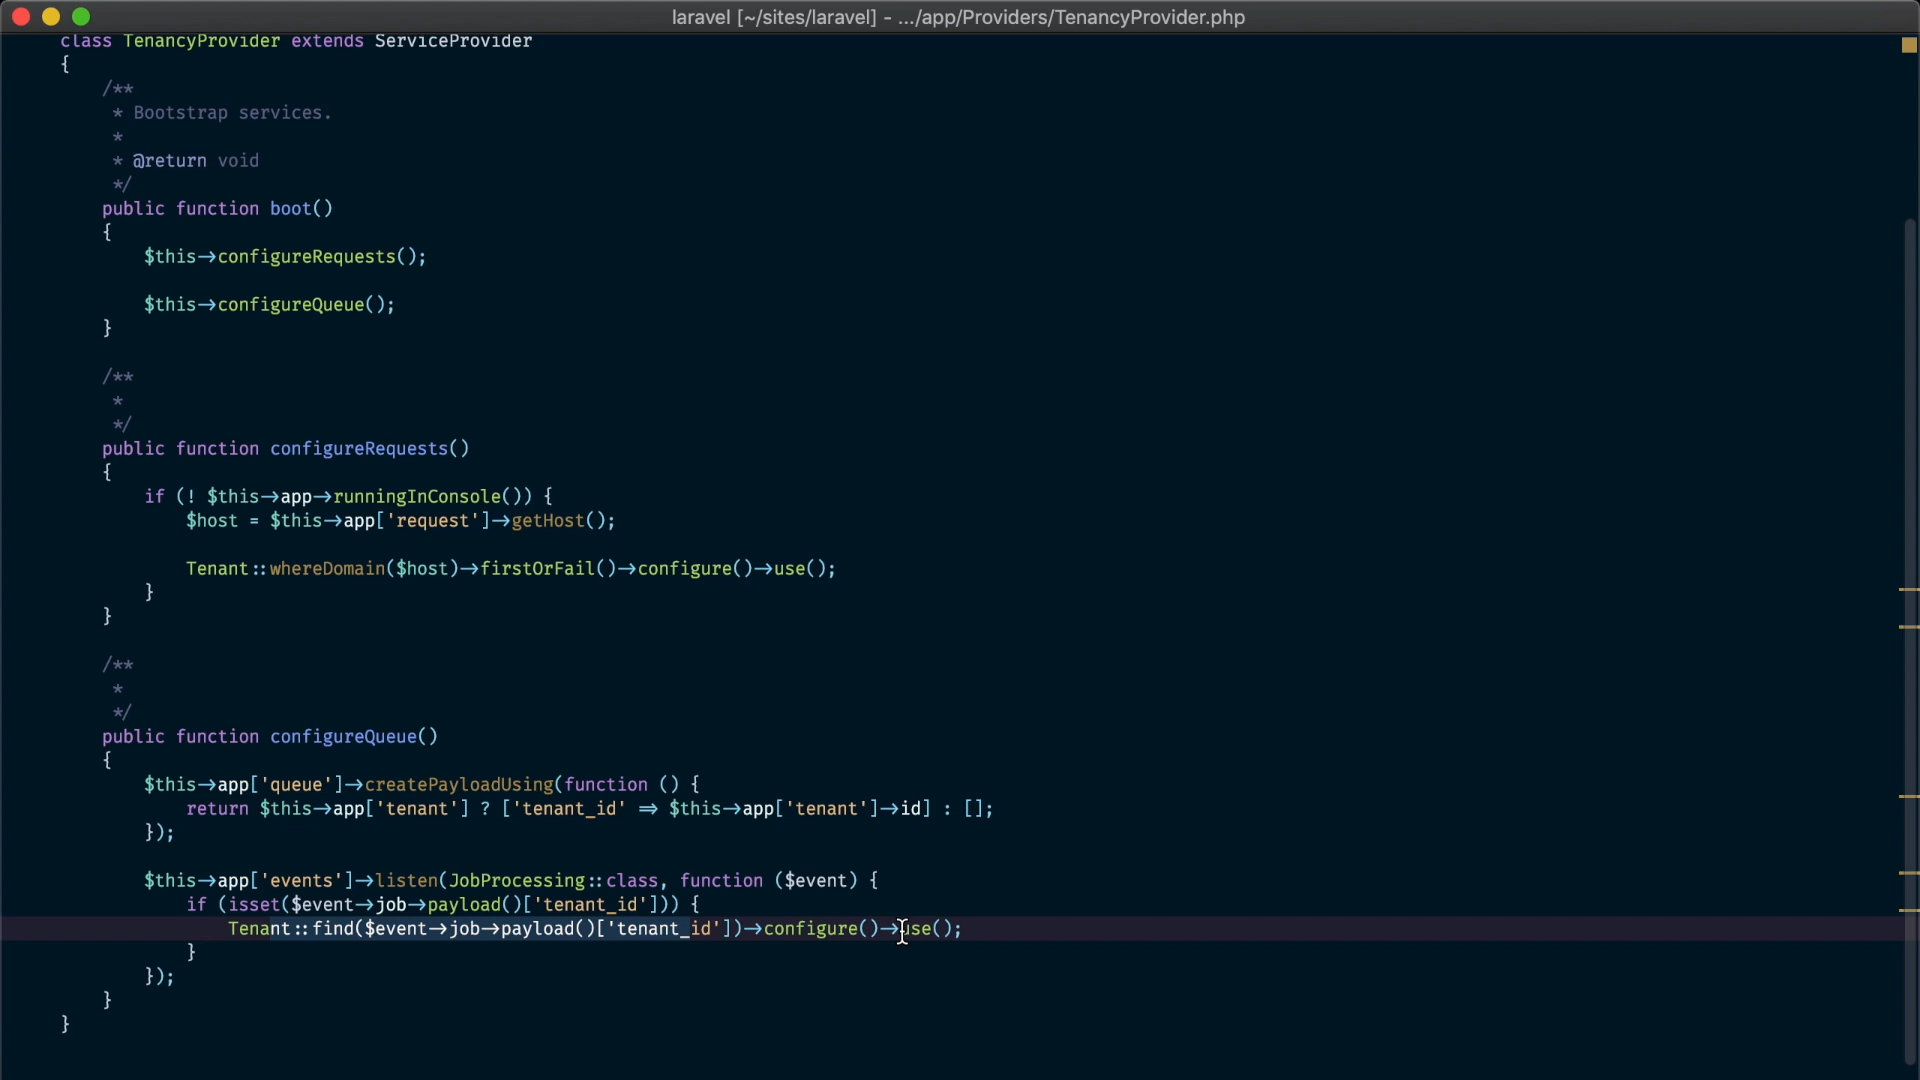 laravel [~/sites/laravel] - .../app/Providers/TenancyProvider.php
class TenancyProvider extends ServiceProvider
{
/**
* Bootstrap services.
*
* @return void
*/
public function boot()
{
$this->configureRequests();
$this->configureQueue();
}
/**
*
*/
public function configureRequests()
{
if (! $this->app->runningInConsole()) {
$host = $this->app['request']->getHost();
Tenant::whereDomain($host)->firstOrFail()->configure()->use();
}
}
/**
*
*/
public function configureQueue()
{
$this->app['queue']->createPayloadUsing(function () {
return $this->app['tenant'] ? ['tenant_id' => $this->app['tenant']->id] : [];
});
$this->app['events']->listen(JobProcessing::class, function ($event) {
if (isset($event->job->payload()['tenant_id'])) {
Tenant::find($event->job->payload()['tenant_id'])->configure()->use();
}
});
}
}